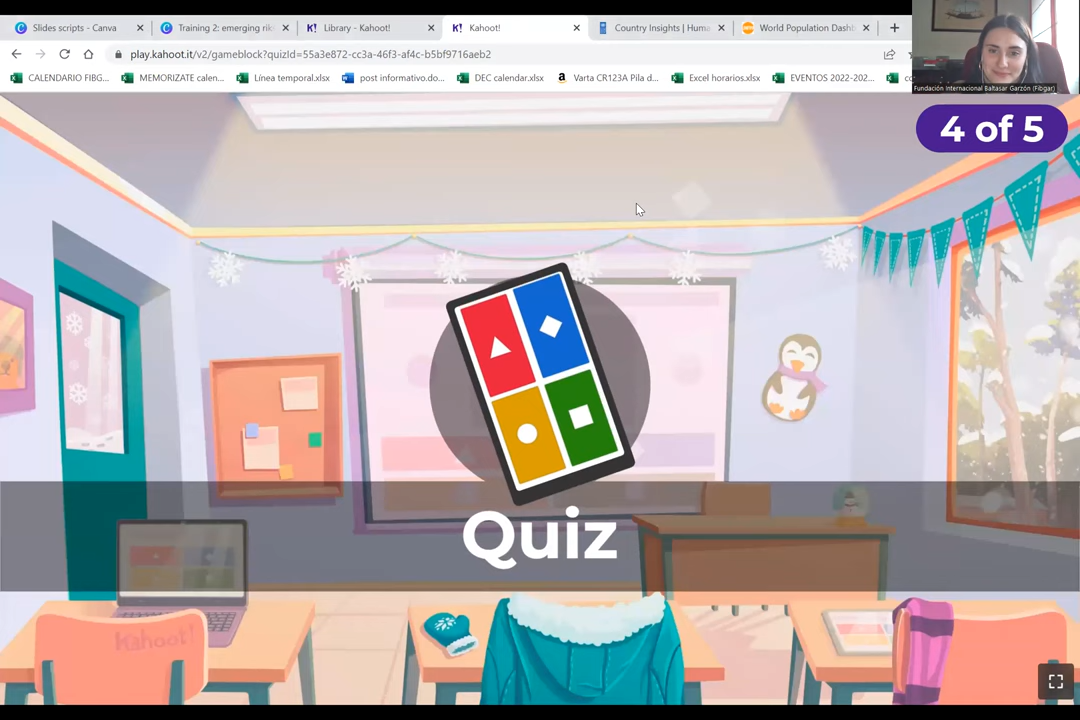 Slides scripts - Canva
Training 2: emerging ri
Library - Kahoot!
Kahoot!
Country Insights | Huma
World Population Dash
play.kahoot.it/v2/gameblock?quizId=55a3e872-cc3a-46f3-af4c-b5bf9716aeb2
CALENDARIO FIBG...
MEMORIZATE calen...
Línea temporal.xlsx
post informativo.do...
DEC calendar.xlsx
Varta CR123A Pila d...
Excel horarios.xlsx
EVENTOS 2022-202...
Fundación Internacional Baltasar Garzón (Fibgar)
4 of 5
Quiz
Kahoot!